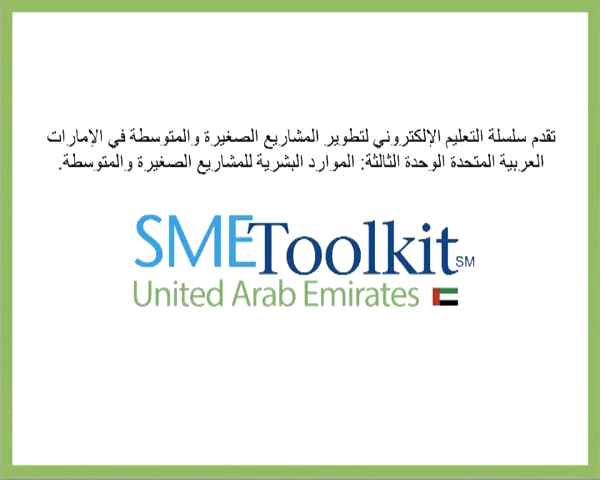 تقدم سلسلة التعليم الإلكتروني لتطوير المشاريع الصغيرة والمتوسطة في الإمارات
العربية المتحدة الوحدة الثالثة: الموارد البشرية للمشاريع الصغيرة والمتوسطة.
SMEToolkit SM
United Arab Emirates